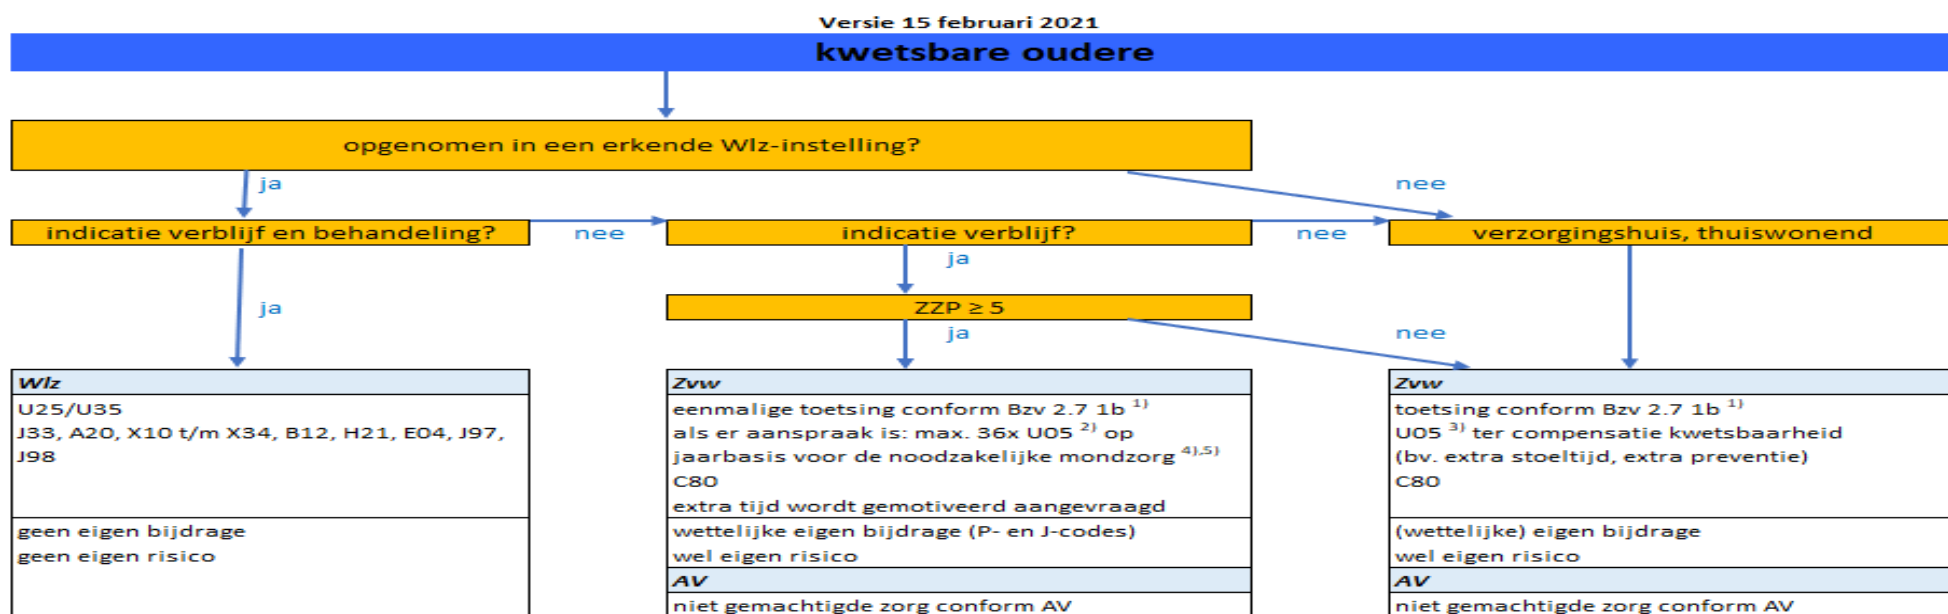 Versie 15 februari 2021
kwetsbare oudere
opgenomen in een erkende Wlz-instelling?
ja
nee
indicatie verblijf en behandeling?
nee
indicatie verblijf?
nee
verzorgingshuis, thuiswonend
ja
ja
ZZP ≥ 5
ja
nee
Wlz
U25/U35
J33, A20, X10 t/m X34, B12, H21, E04, J97,
J98
geen eigen bijdrage
geen eigen risico
Zvw
eenmalige toetsing conform Bzv 2.7 1b 1)
als er aanspraak is: max. 36x U05 2) op
jaarbasis voor de noodzakelijke mondzorg 4),5)
C80
extra tijd wordt gemotiveerd aangevraagd
wettelijke eigen bijdrage (P- en J-codes)
wel eigen risico
AV
niet gemachtigde zorg conform AV
Zvw
toetsing conform Bzv 2.7 1b 1)
U05 3) ter compensatie kwetsbaarheid
(bv. extra stoeltijd, extra preventie)
C80
(wettelijke) eigen bijdrage
wel eigen risico
AV
niet gemachtigde zorg conform AV